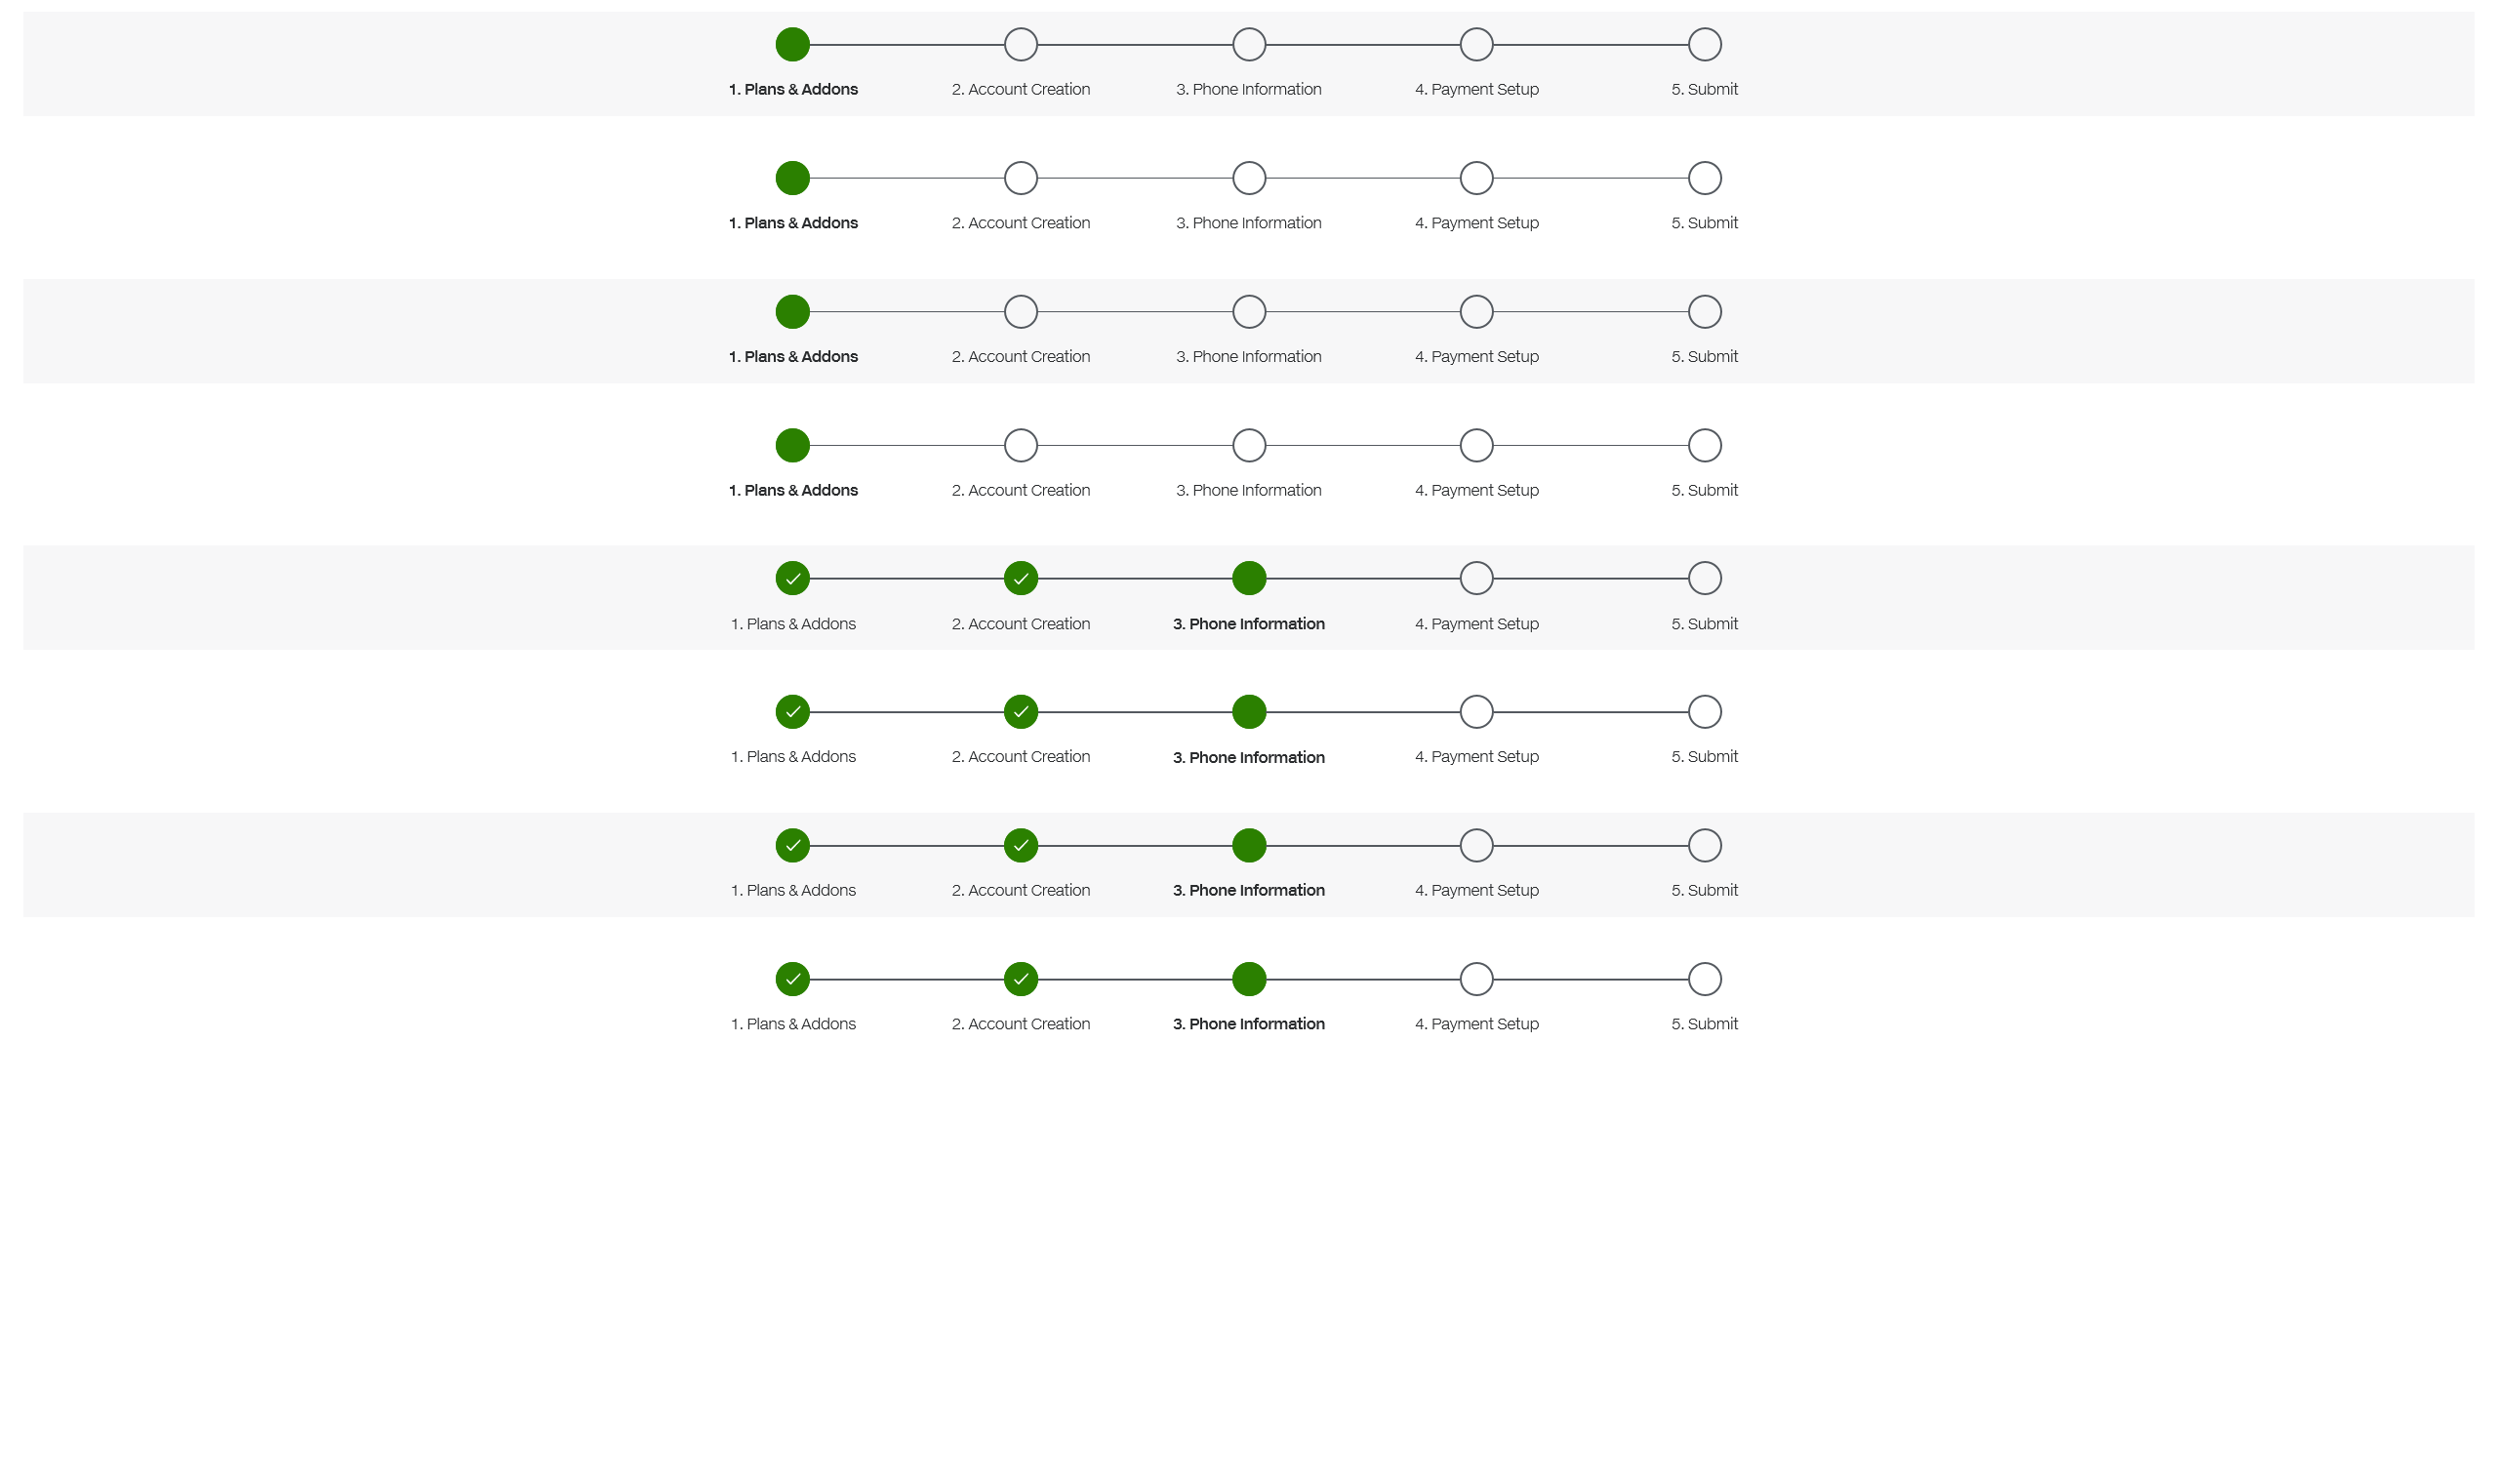 1. Plans & Addons 2. Account Creation 3. Phone Information 4. Payment Setup 5. Submit
1. Plans & Addons 2. Account Creation 3. Phone Information 4. Payment Setup 5. Submit
1. Plans & Addons 2. Account Creation 3. Phone Information 4. Payment Setup 5. Submit
1. Plans & Addons 2. Account Creation 3. Phone Information 4. Payment Setup 5. Submit
1. Plans & Addons 2. Account Creation 3. Phone Information 4. Payment Setup 5. Submit
1. Plans & Addons 2. Account Creation 3. Phone Information 4. Payment Setup 5. Submit
1. Plans & Addons 2. Account Creation 3. Phone Information 4. Payment Setup 5. Submit
1. Plans & Addons 2. Account Creation 3. Phone Information 4. Payment Setup 5. Submit